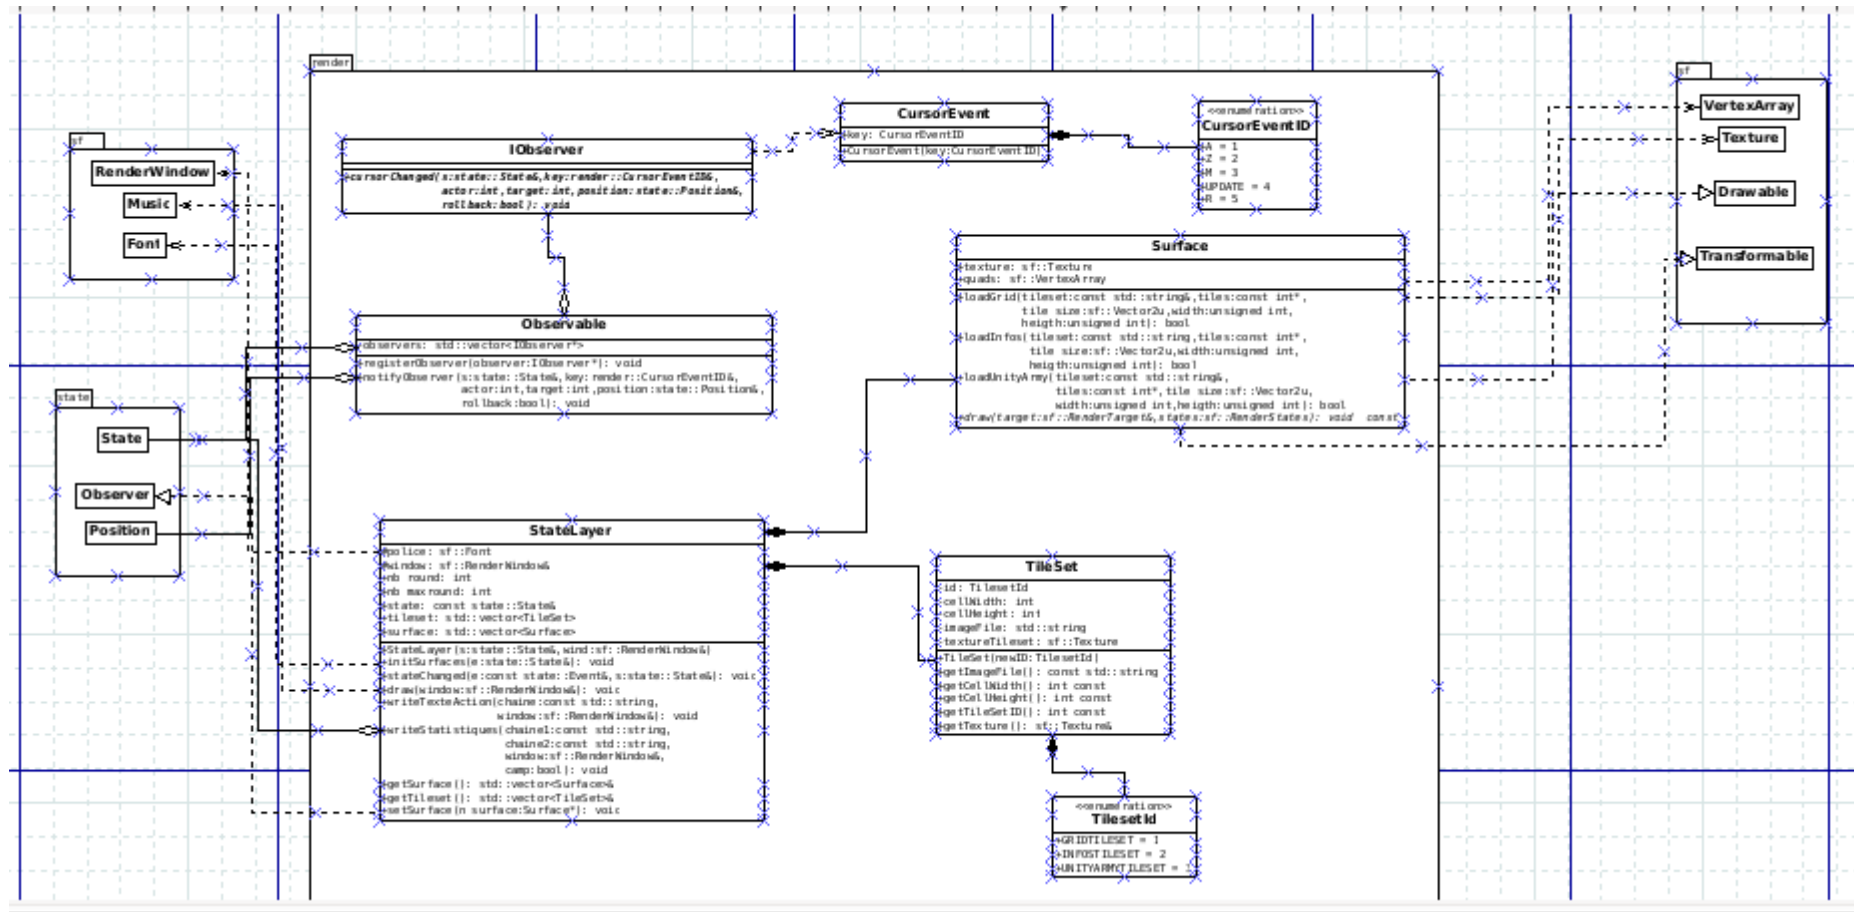 render
sf
RenderWindow
Music
Font
state
State
Observer
Position
IObserver
+cursorChanged(s:state::State&,key:render::CursorEventID&,
actor:int,target:int,position:state::Position&,
rollback:bool): void
CursorEvent
+key: CursorEventID
+CursorEvent(key:CursorEventID)
<<enumeration>>
CursorEventID
+A = 1
+Z = 2
+M = 3
+UPDATE = 4
+R = 5
Observable
observers: std::vector<IObserver*>
+registerObserver(observer:IObserver*): void
+notifyObserver(s:state::State&,key:render::CursorEventID&,
actor:int,target:int,position:state::Position&,
rollback:bool): void
Surface
+texture: sf::Texture
+quads: sf::VertexArray
+loadGrid(tileset:const std::string&,tiles:const int*,
tile size:sf::Vector2u,width:unsigned int,
heigth:unsigned int): bool
+loadInfos(tileset:const std::string,tiles:const int*,
tile size:sf::Vector2u,width:unsigned int,
heigth:unsigned int): bool
+loadUnityArmy(tileset:const std::string&,
tiles:const int*,tile size:sf::Vector2u,
width:unsigned int,heigth:unsigned int): bool
+draw(target:sf::RenderTarget&,states:sf::RenderStates): void const
StateLayer
police: sf::Font
window: sf::RenderWindow&
+nb round: int
+nb maxround: int
+state: const state::State&
+tileset: std::vector<TileSet>
+surface: std::vector<Surface>
+StateLayer(s:state::State&,wind:sf::RenderWindow&)
+initSurfaces(e:state::State&): void
+stateChanged(e:const state::Event&,s:state::State&): void
+draw(window:sf::RenderWindow&): void
+writeTexteAction(chaine:const std::string,
window:sf::RenderWindow&): void
+writeStatistiques(chaine1:const std::string,
chaine2:const std::string,
window:sf::RenderWindow&,
camp:bool): void
+getSurface(): std::vector<Surface>&
+getTileset(): std::vector<TileSet>&
+setSurface(n surface:Surface*): void
TileSet
id: TilesetId
cellWidth: int
cellHeight: int
imageFile: std::string
textureTileset: sf::Texture
+TileSet(newID:TilesetId)
+getImageFile(): const std::string
+getCellWidth(): int const
+getCellHeight(): int const
+getTileSetID(): int const
+getTexture(): sf::Texture&
<<enumeration>>
TilesetId
+GRIDTILESET = 1
+INFOSTILESET = 2
+UNITYARMYTILESET =
sf
VertexArray
Texture
Drawable
Transformable